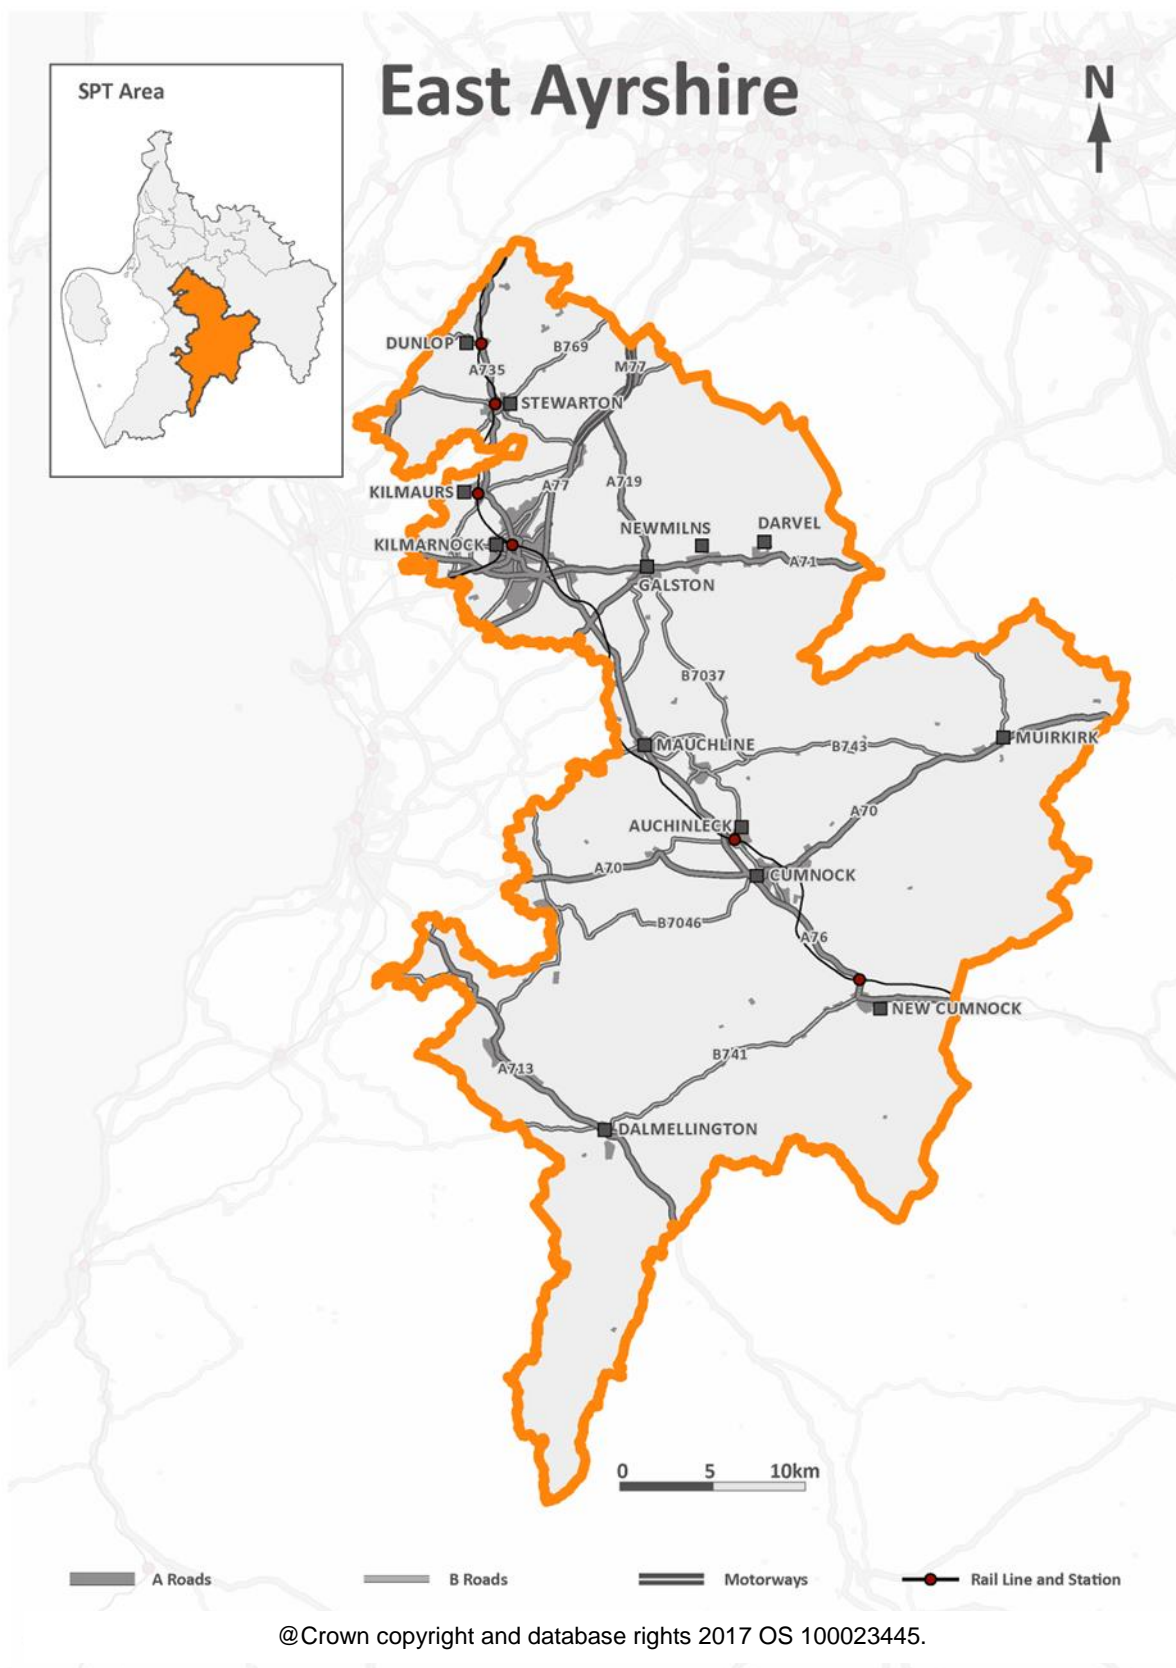 SPT Area
East Ayrshire
N
DUNLOP
B769
M77
A735
STEWARTON
KILMAURS
A77
A719
NEWMILNS
DARVEL
KILMARNOCK
A71
GALSTON
B7037
MAUCHLINE
B743
MUIRKIRK
A70
AUCHINLECK
A70
CUMNOCK
B7046
A76
NEW CUMNOCK
B741
A713
DALMELLINGTON
0 5 10km
A Roads
B Roads
Motorways
Rail Line and Station
@Crown copyright and database rights 2017 OS 100023445.